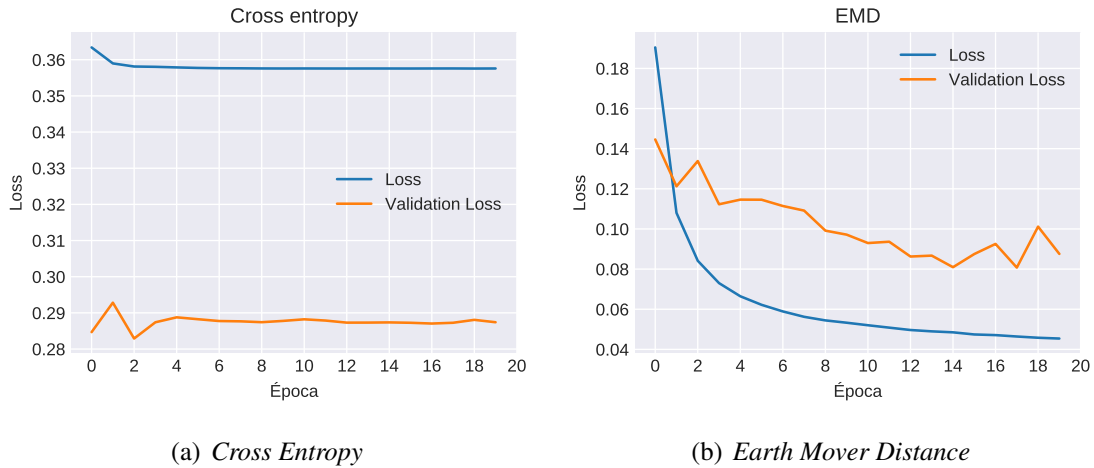 Cross entropy
0.36
0.35
0.34
0.33
0.32
0.31
0.30
0.29
0.28
Loss
Loss
Validation Loss
0 2 4 6 8 10 12 14 16 18 20
Época
(a) Cross Entropy
EMD
0.18
0.16
0.14
0.12
0.10
0.08
0.06
0.04
Loss
Loss
Validation Loss
0 2 4 6 8 10 12 14 16 18 20
Época
(b) Earth Mover Distance